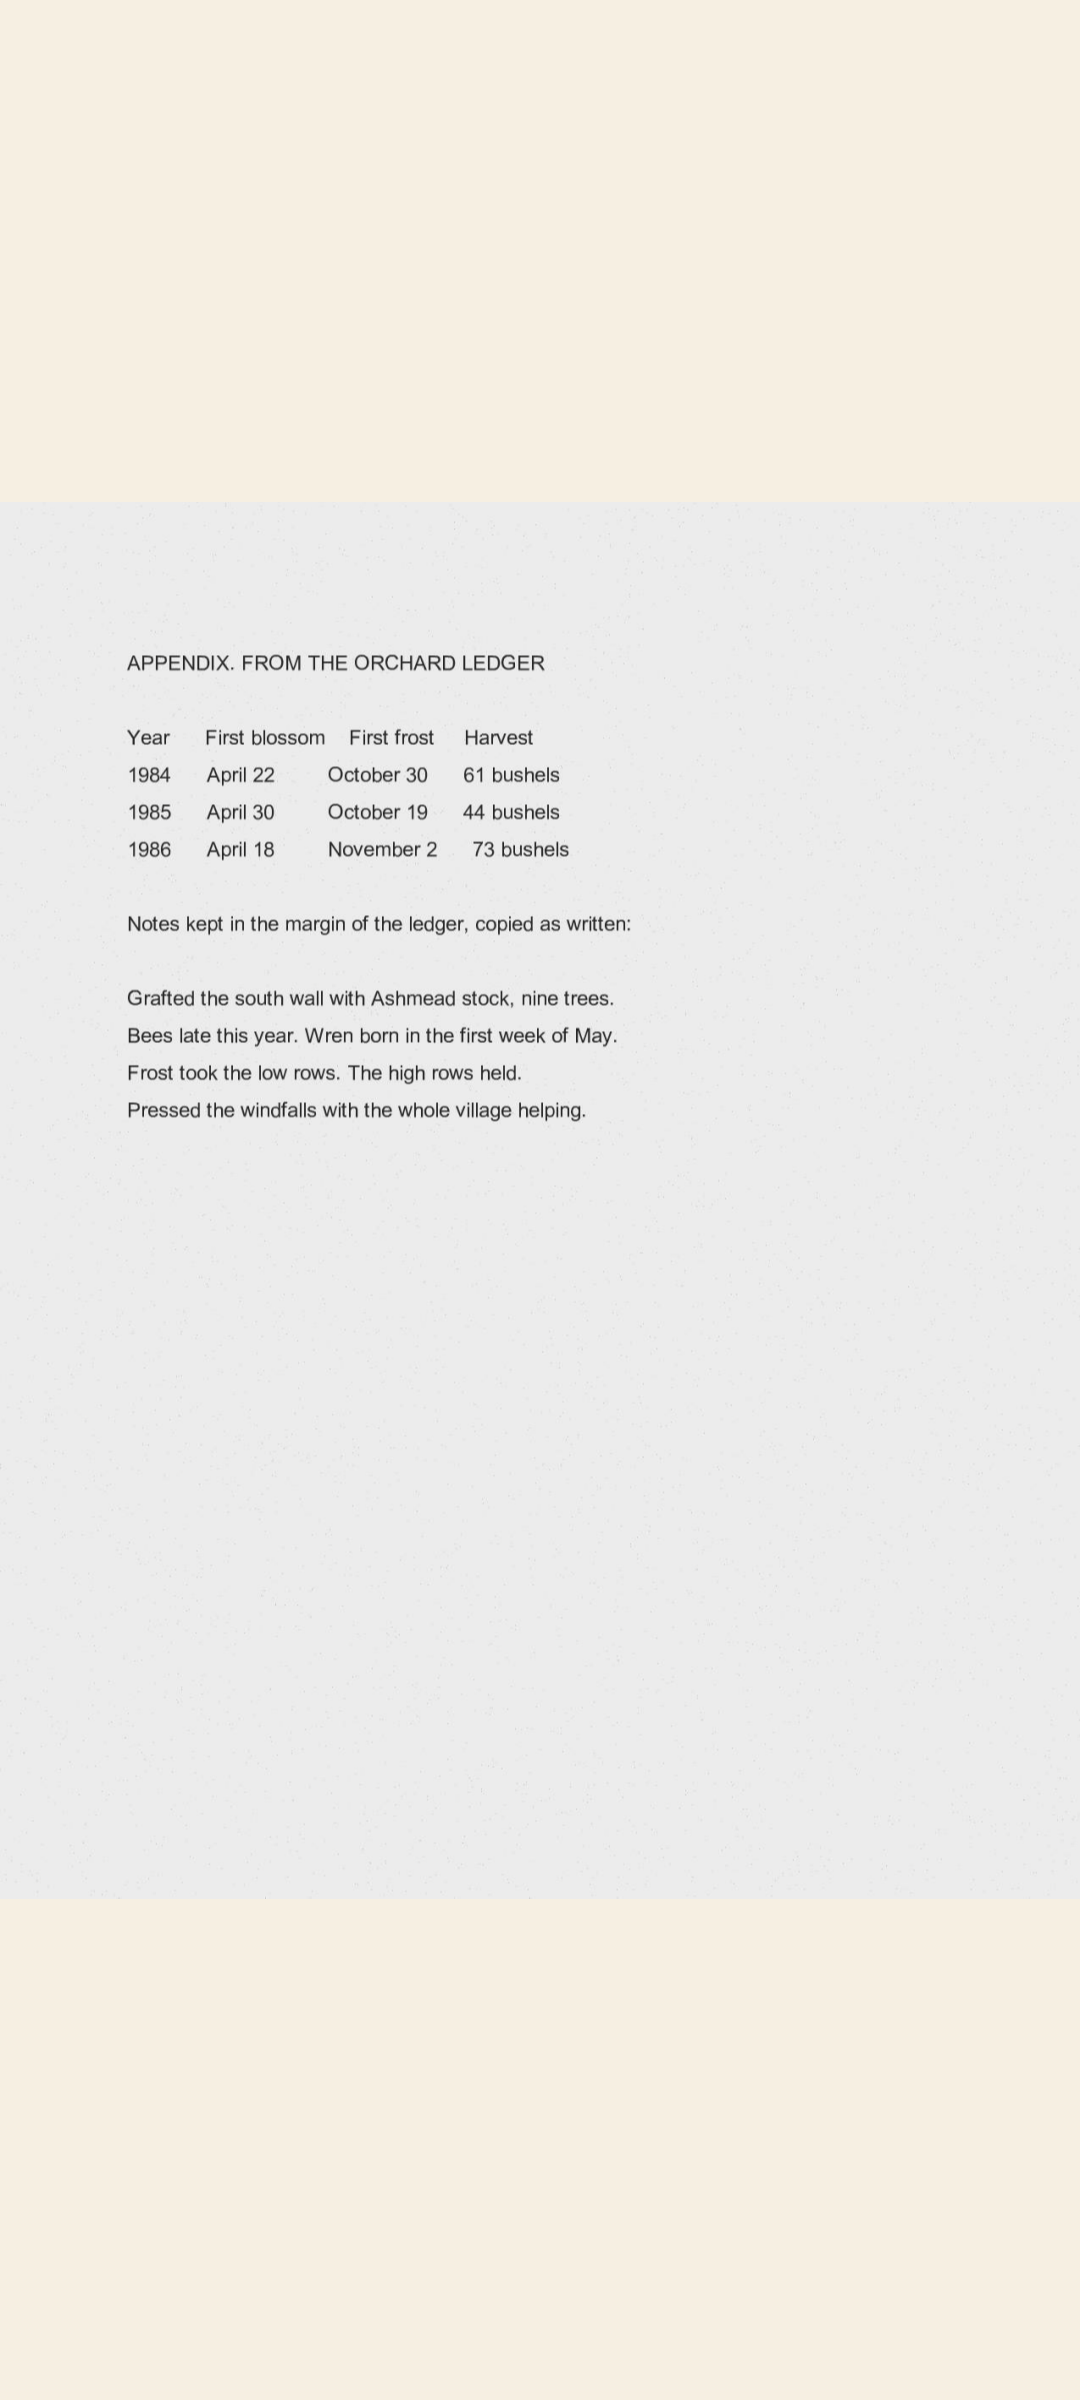 APPENDIX. FROM THE ORCHARD LEDGER
Year First blossom First frost Harvest
1984 April 22 October 30 61 bushels
1985 April 30 October 19 44 bushels
1986 April 18 November 2 73 bushels
Notes kept in the margin of the ledger, copied as written:
Grafted the south wall with Ashmead stock, nine trees.
Bees late this year. Wren born in the first week of May.
Frost took the low rows. The high rows held.
Pressed the windfalls with the whole village helping.